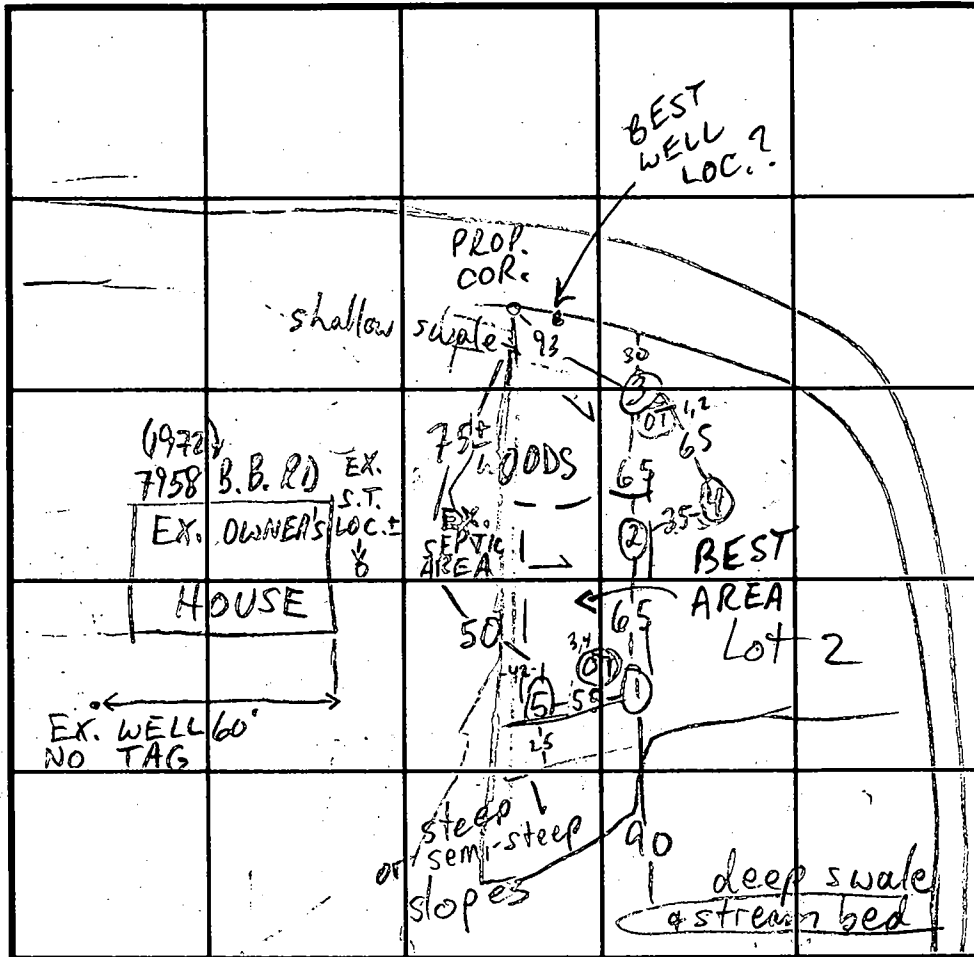 BEST
WELL
LOC.?
PROP.
COR.
shallow swale
93
30
3
OT 1,2
65
(1972)
7958 B.B. RD
EX.
S.T.
LOC.±
75±
WOODS
65
4
35
2
EX. OWNER'S
HOUSE
EX.
SEPTIC
AREA
BEST
AREA
Lot 2
65
50
3,4
OT
42
5
55
1
25
EX. WELL 60'
NO TAG
steep
or semi-steep
slopes
90
deep swale
& stream bed